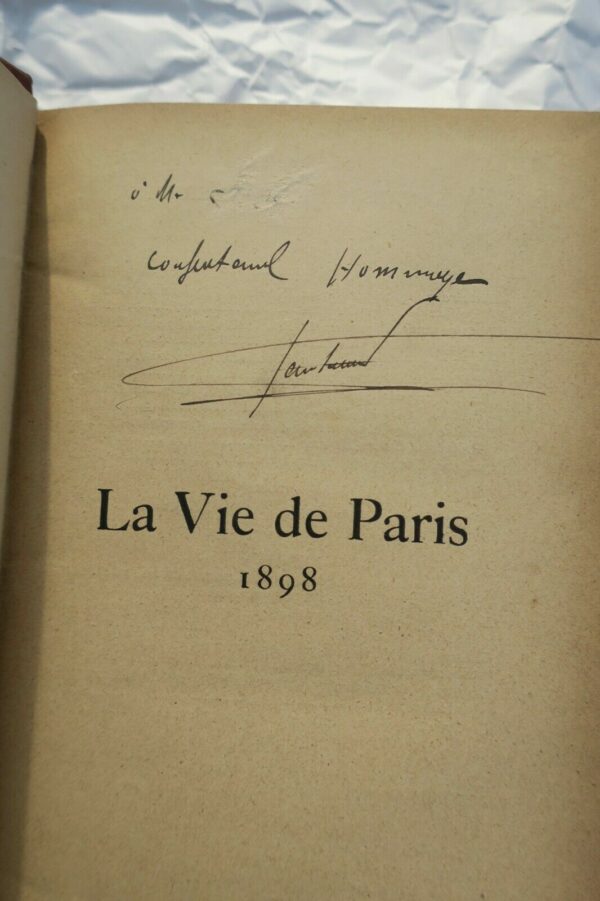 à Mr
confraternel Hommage
La Vie de Paris
1898